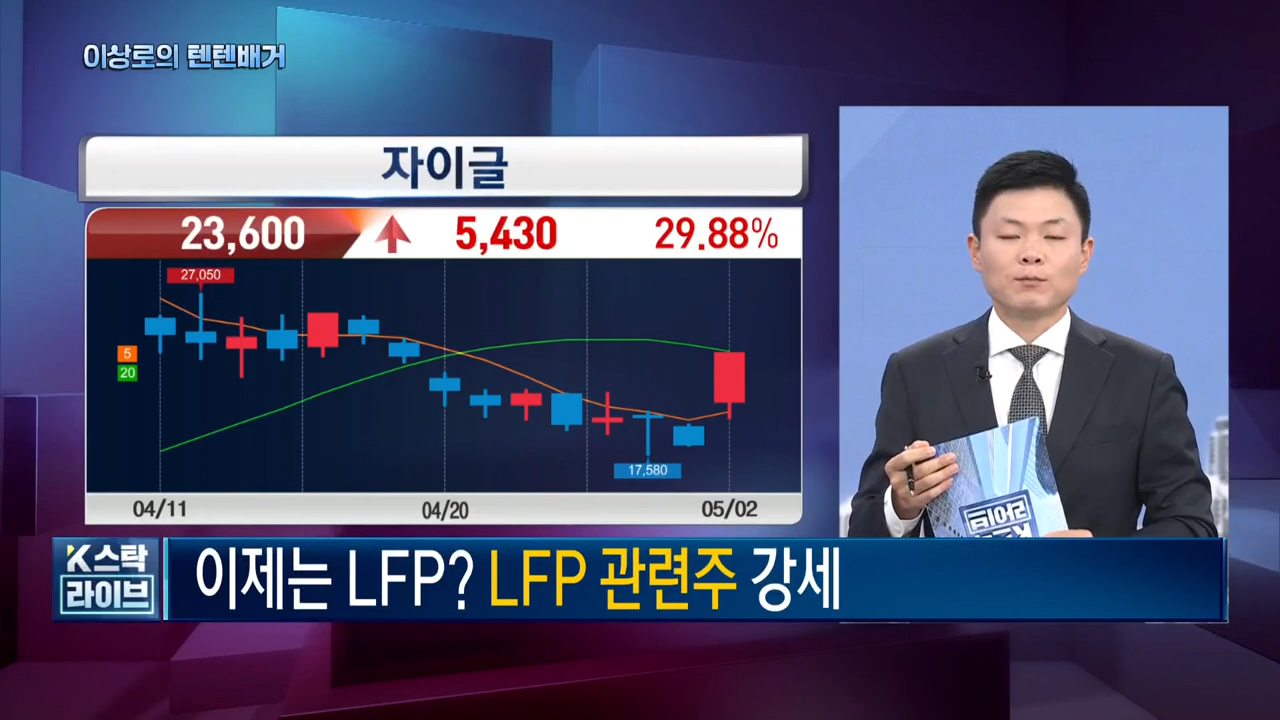 이상로의 텐텐배거
자이글
23,600 5,430 29.88%
27,050
5
20
17,580
04/11 04/20 05/02
K스탁
라이브
이제는 LFP? LFP 관련주 강세